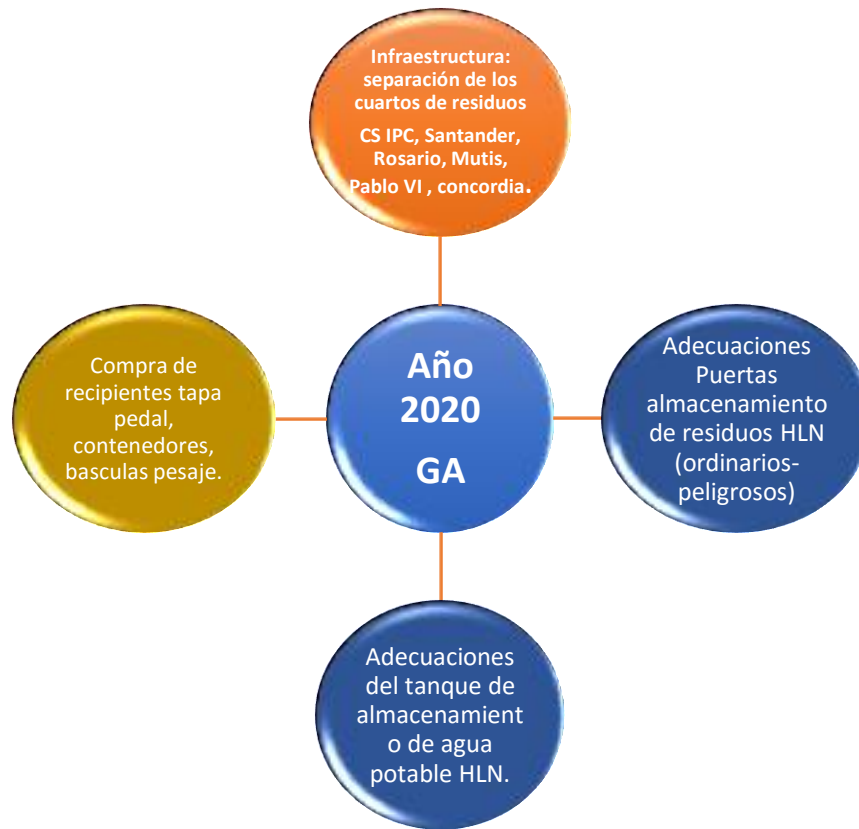 Infraestructura:
separación de los
cuartos de residuos
CS IPC, Santander,
Rosario, Mutis,
Pablo VI , concordia.
Compra de
recipientes tapa
pedal,
contenedores,
basculas pesaje.
Año
2020
GA
Adecuaciones
Puertas
almacenamiento
de residuos HLN
(ordinarios-
peligrosos)
Adecuaciones
del tanque de
almacenamient
o de agua
potable HLN.